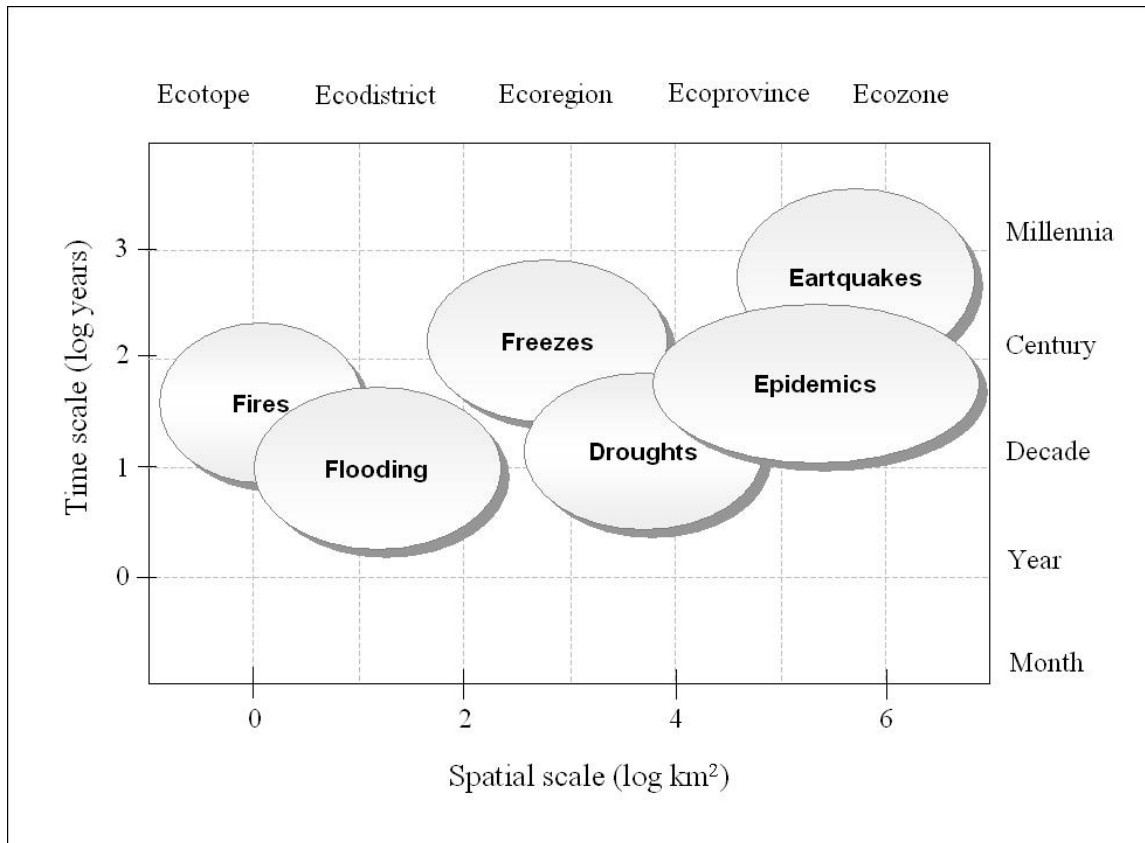 Ecotope Ecodistrict Ecoregion Ecoprovince Ecozone
Time scale (log years)
3
2
1
0
Eartquakes
Freezes
Epidemics
Fires
Droughts
Flooding
Millennia
Century
Decade
Year
Month
0 2 4 6
Spatial scale (log km²)